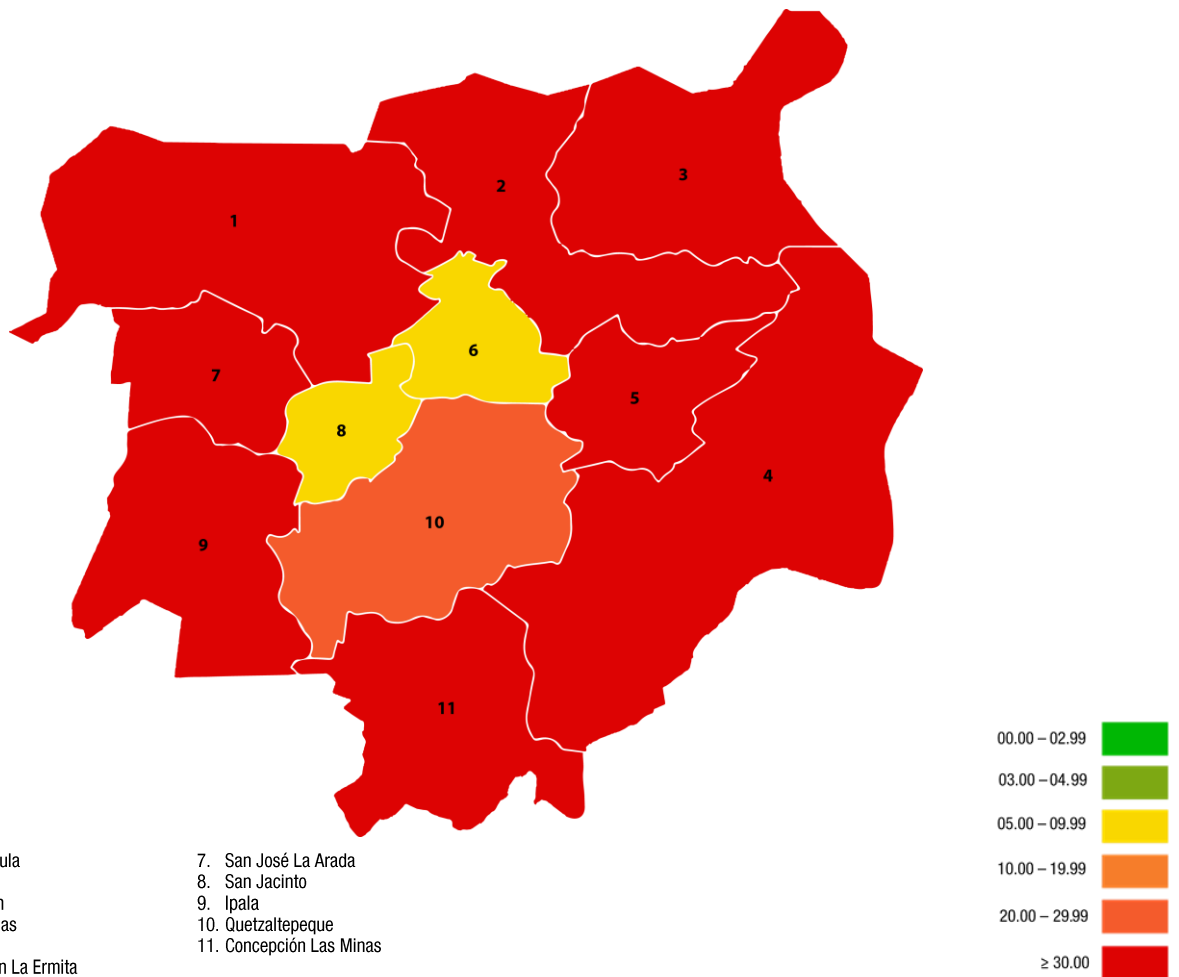 3
2
1
6
7
5
8
4
10
9
11
00.00 – 02.99
03.00 – 04.99
05.00 – 09.99
10.00 – 19.99
20.00 – 29.99
≥ 30.00
ula
n
as
n La Ermita
7. San José La Arada
8. San Jacinto
9. Ipala
10. Quetzaltepeque
11. Concepción Las Minas